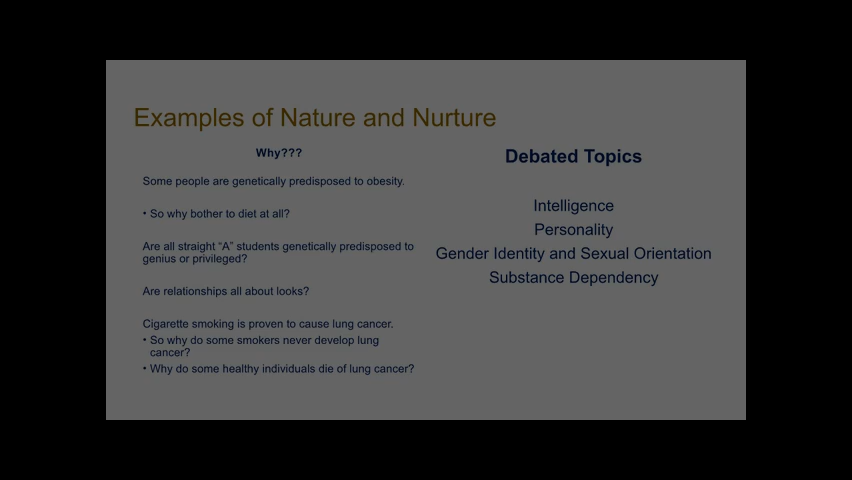 Examples of Nature and Nurture
Why???
Some people are genetically predisposed to obesity.
• So why bother to diet at all?
Are all straight “A” students genetically predisposed to
genius or privileged?
Are relationships all about looks?
Cigarette smoking is proven to cause lung cancer.
• So why do some smokers never develop lung
cancer?
• Why do some healthy individuals die of lung cancer?
Debated Topics
Intelligence
Personality
Gender Identity and Sexual Orientation
Substance Dependency